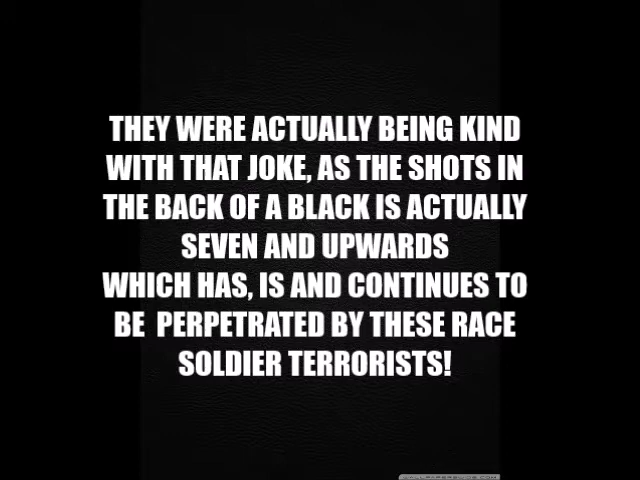 THEY WERE ACTUALLY BEING KIND
WITH THAT JOKE, AS THE SHOTS IN
THE BACK OF A BLACK IS ACTUALLY
SEVEN AND UPWARDS
WHICH HAS, IS AND CONTINUES TO
BE PERPETRATED BY THESE RACE
SOLDIER TERRORISTS!